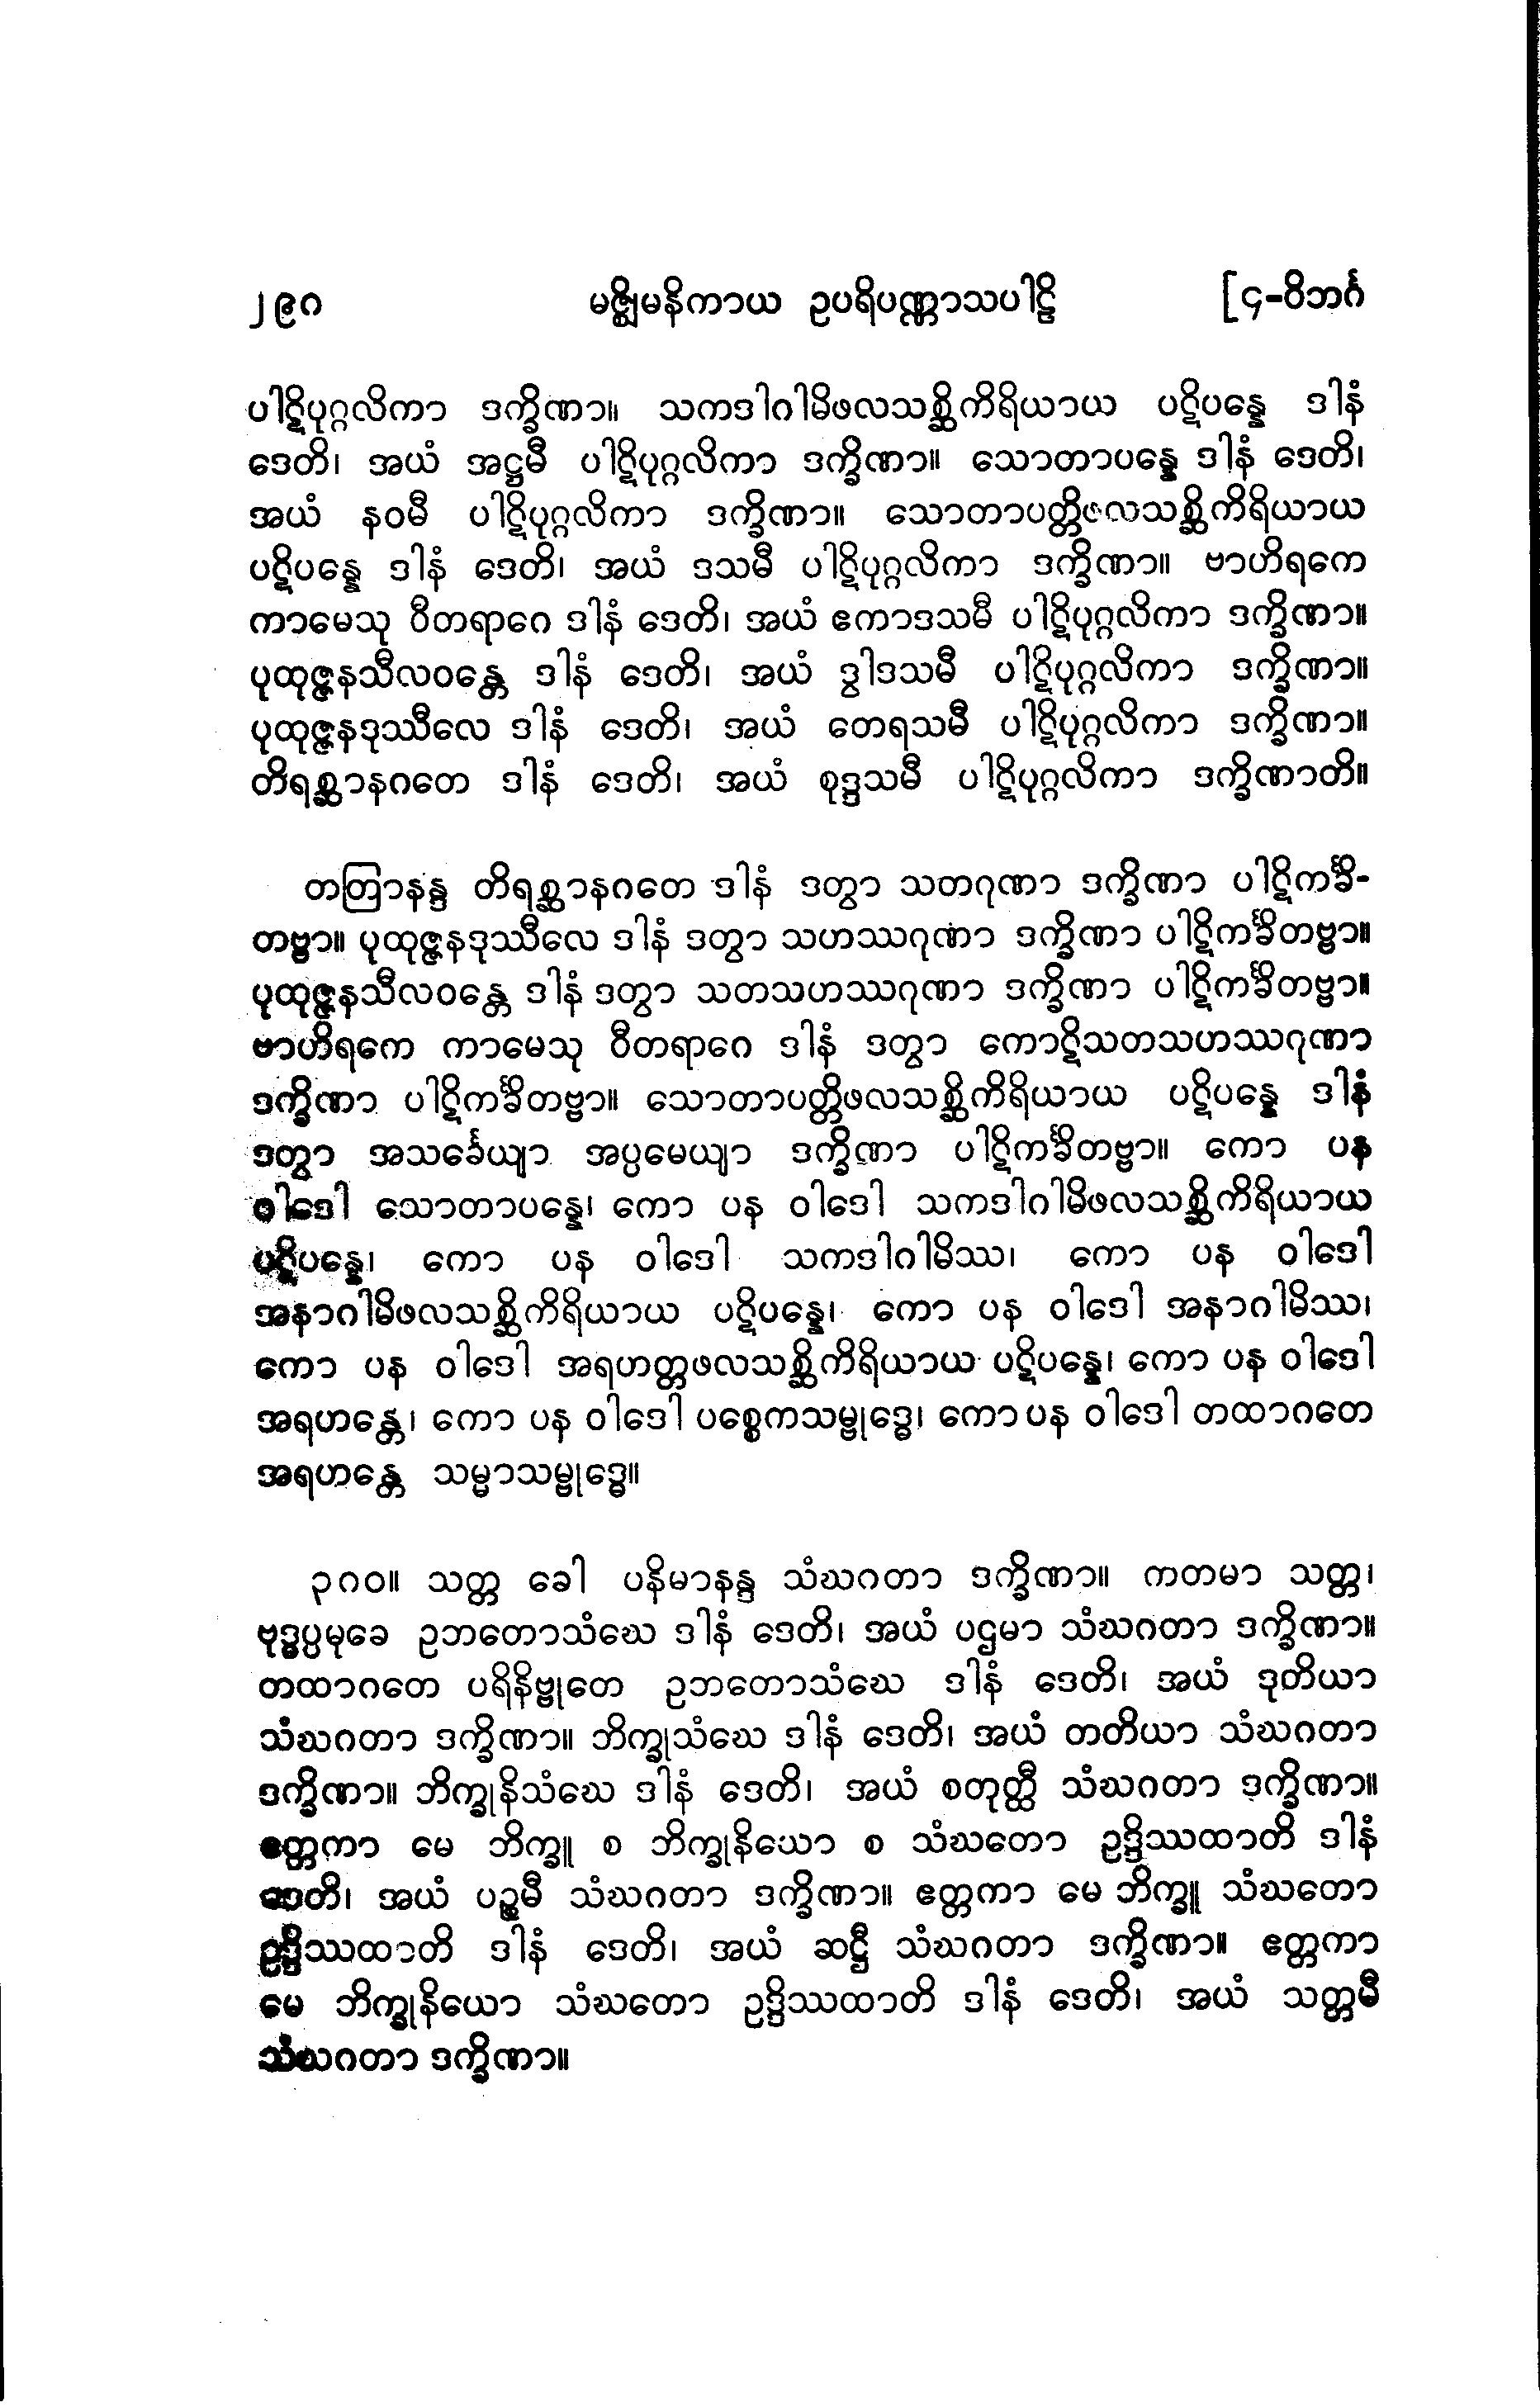 ၂၉၈ မဇ္ဈိမနိကာယ ဥပရိပဏ္ဏာသပါဠိ [၄-ဝိဘင်္ဂ
ပါဋိပုဂ္ဂလိကာ ဒက္ခိဏာ။ သကဒါဂါမိဖလသစ္ဆိကိရိယာယ ပဋိပန္နေ ဒါနံ
ဒေတိ၊ အယံ အဋ္ဌမီ ပါဋိပုဂ္ဂလိကာ ဒက္ခိဏာ။ သောတာပန္နေ ဒါနံ ဒေတိ၊
အယံ နဝမီ ပါဋိပုဂ္ဂလိကာ ဒက္ခိဏာ။ သောတာပတ္တိဖလသစ္ဆိကိရိယာယ
ပဋိပန္နေ ဒါနံ ဒေတိ၊ အယံ ဒသမီ ပါဋိပုဂ္ဂလိကာ ဒက္ခိဏာ။ ဗာဟိရကေ
ကာမေသု ဝီတရာဂေ ဒါနံ ဒေတိ၊ အယံ ဧကာဒသမီ ပါဋိပုဂ္ဂလိကာ ဒက္ခိဏာ။
ပုထုဇ္ဇနသီလဝန္တေ ဒါနံ ဒေတိ၊ အယံ ဒွါဒသမီ ပါဋိပုဂ္ဂလိကာ ဒက္ခိဏာ။
ပုထုဇ္ဇနဒုဿီလေ ဒါနံ ဒေတိ၊ အယံ တေရသမီ ပါဋိပုဂ္ဂလိကာ ဒက္ခိဏာ။
တိရစ္ဆာနဂတေ ဒါနံ ဒေတိ၊ အယံ စုဒ္ဒသမီ ပါဋိပုဂ္ဂလိကာ ဒက္ခိဏာတိ။
တတြာနန္ဒ တိရစ္ဆာနဂတေ ဒါနံ ဒတွာ သတဂုဏာ ဒက္ခိဏာ ပါဋိကင်္ခိ-
တဗ္ဗာ။ ပုထုဇ္ဇနဒုဿီလေ ဒါနံ ဒတွာ သဟဿဂုဏာ ဒက္ခိဏာ ပါဋိကင်္ခိတဗ္ဗာ။
ပုထုဇ္ဇနသီလဝန္တေ ဒါနံ ဒတွာ သတသဟဿဂုဏာ ဒက္ခိဏာ ပါဋိကင်္ခိတဗ္ဗာ။
ဗာဟိရကေ ကာမေသု ဝီတရာဂေ ဒါနံ ဒတွာ ကောဋိသတသဟဿဂုဏာ
ဒက္ခိဏာ ပါဋိကင်္ခိတဗ္ဗာ။ သောတာပတ္တိဖလသစ္ဆိကိရိယာယ ပဋိပန္နေ ဒါနံ
ဒတွာ အသင်္ခေယျာ အပ္ပမေယျာ ဒက္ခိဏာ ပါဋိကင်္ခိတဗ္ဗာ။ ကော ပန
ဝါဒေါ သောတာပန္နေ၊ ကော ပန ဝါဒေါ သကဒါဂါမိဖလသစ္ဆိကိရိယာယ
ပဋိပန္နေ၊ ကော ပန ဝါဒေါ သကဒါဂါမိဿ၊ ကော ပန ဝါဒေါ
အနာဂါမိဖလသစ္ဆိကိရိယာယ ပဋိပန္နေ၊ ကော ပန ဝါဒေါ အနာဂါမိဿ၊
ကော ပန ဝါဒေါ အရဟတ္တဖလသစ္ဆိကိရိယာယ ပဋိပန္နေ၊ ကော ပန ဝါဒေါ
အရဟန္တေ၊ ကော ပန ဝါဒေါ ပစ္စေကသမ္ဗုဒ္ဓေ၊ ကော ပန ဝါဒေါ တထာဂတေ
အရဟန္တေ သမ္မာသမ္ဗုဒ္ဓေ။
၃၈၀။ သတ္တ ခေါ ပနိမာနန္ဒ သံဃဂတာ ဒက္ခိဏာ။ ကတမာ သတ္တ၊
ဗုဒ္ဓပ္ပမုခေ ဥဘတောသံဃေ ဒါနံ ဒေတိ၊ အယံ ပဌမာ သံဃဂတာ ဒက္ခိဏာ။
တထာဂတေ ပရိနိဗ္ဗုတေ ဥဘတောသံဃေ ဒါနံ ဒေတိ၊ အယံ ဒုတိယာ
သံဃဂတာ ဒက္ခိဏာ။ ဘိက္ခုသံဃေ ဒါနံ ဒေတိ၊ အယံ တတိယာ သံဃဂတာ
ဒက္ခိဏာ။ ဘိက္ခုနိသံဃေ ဒါနံ ဒေတိ၊ အယံ စတုတ္ထီ သံဃဂတာ ဒက္ခိဏာ။
ဧတ္တကာ မေ ဘိက္ခူ စ ဘိက္ခုနိယော စ သံဃတော ဥဒ္ဒိဿထာတိ ဒါနံ
ဒေတိ၊ အယံ ပဉ္စမီ သံဃဂတာ ဒက္ခိဏာ။ ဧတ္တကာ မေ ဘိက္ခူ သံဃတော
ဥဒ္ဒိဿထာတိ ဒါနံ ဒေတိ၊ အယံ ဆဋ္ဌီ သံဃဂတာ ဒက္ခိဏာ။ ဧတ္တကာ
မေ ဘိက္ခုနိယော သံဃတော ဥဒ္ဒိဿထာတိ ဒါနံ ဒေတိ၊ အယံ သတ္တမီ
သံဃဂတာ ဒက္ခိဏာ။